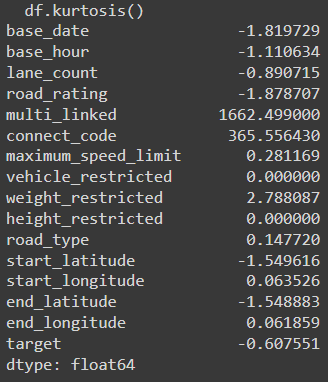 df.kurtosis()
base_date -1.819729
base_hour -1.110634
lane_count -0.890715
road_rating -1.878707
multi_linked 1662.499000
connect_code 365.556430
maximum_speed_limit 0.281169
vehicle_restricted 0.000000
weight_restricted 2.788087
height_restricted 0.000000
road_type 0.147720
start_latitude -1.549616
start_longitude 0.063526
end_latitude -1.548883
end_longitude 0.061859
target -0.607551
dtype: float64